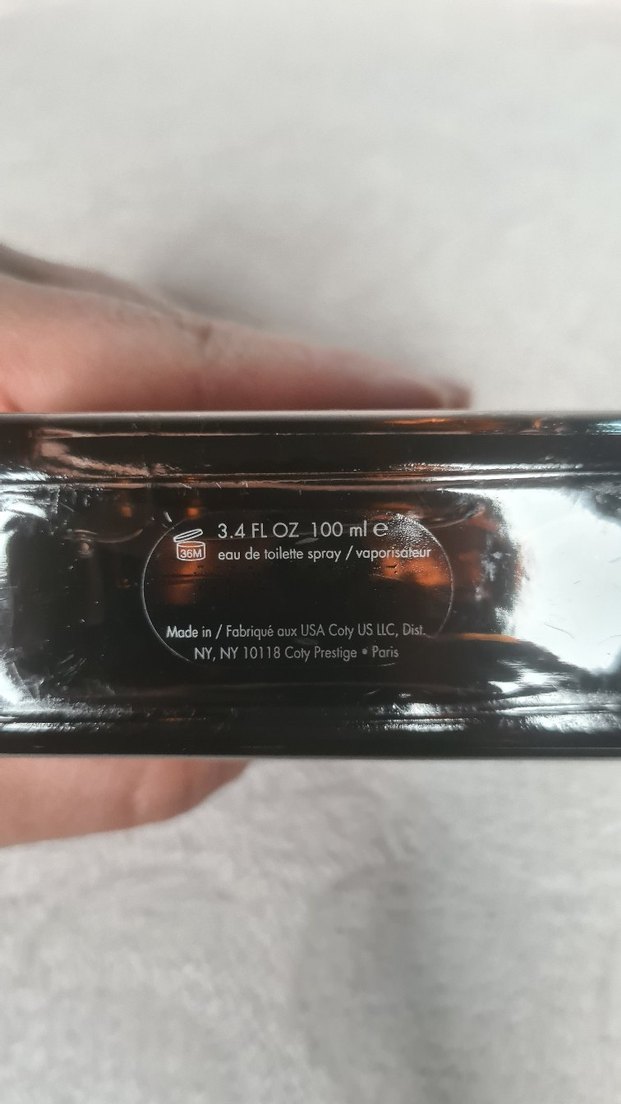 3.4 FL OZ 100 ml ℮
36M eau de toilette spray / vaporisateur
Made in / Fabriqué aux USA Coty US LLC, Dist.
NY, NY 10118 Coty Prestige • Paris